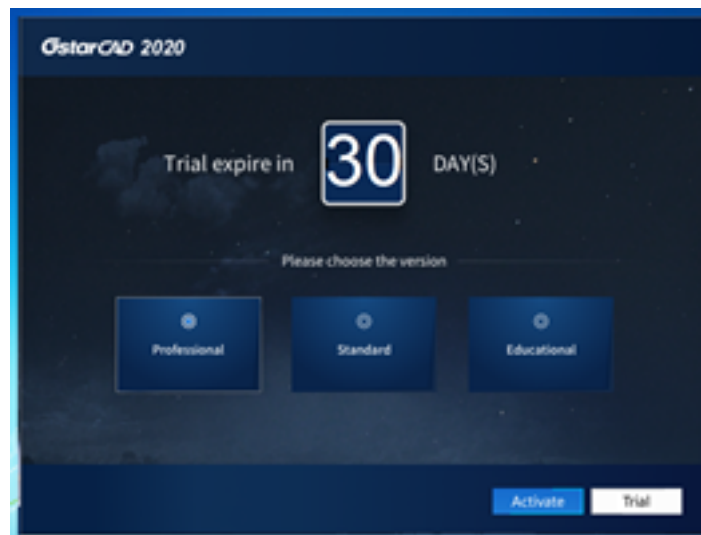 GstarCAD 2020
Trial expire in 30 DAY(S)
Please choose the version
Professional Standard Educational
Activate Trial